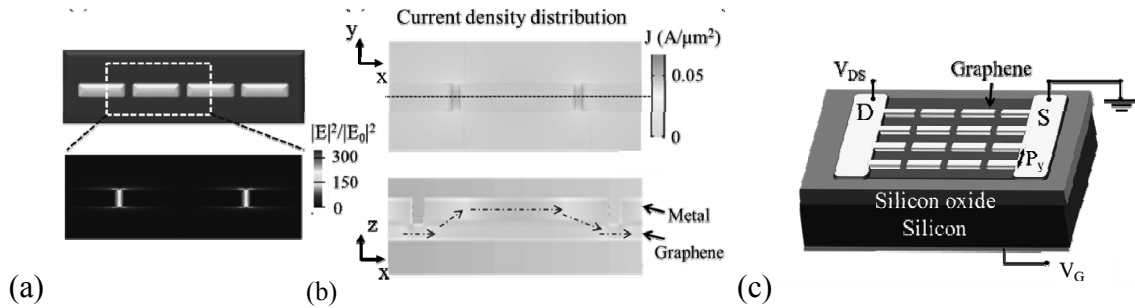 (a)
|E|²/|E₀|²
300
150
0
(b)
Current density distribution
y
x
J (A/μm²)
0.05
0
z
x
Metal
Graphene
(c)
V_DS
Graphene
D
S
P_y
Silicon oxide
Silicon
V_G